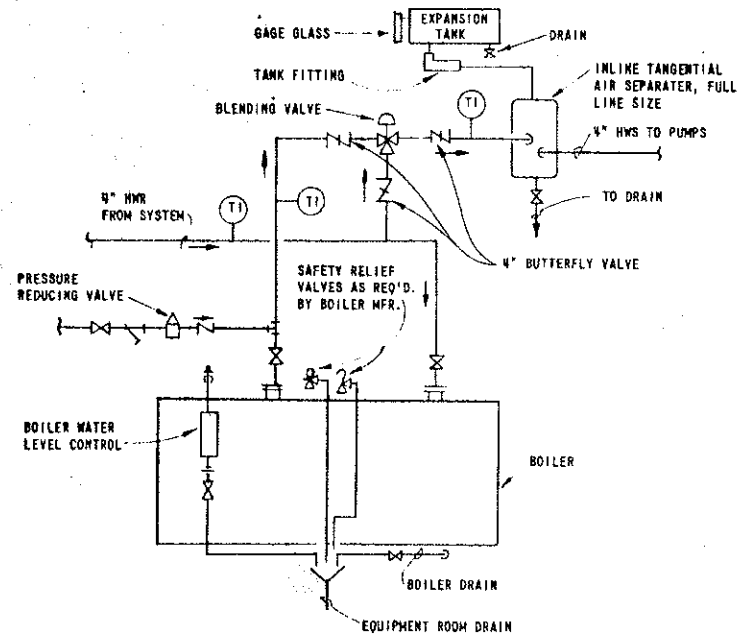 EXPANSION
TANK
GAGE GLASS
DRAIN
TANK FITTING
INLINE TANGENTIAL
AIR SEPARATER, FULL
LINE SIZE
BLENDING VALVE
TI
4" HWS TO PUMPS
4" HWR
FROM SYSTEM
TI
TI
TO DRAIN
4" BUTTERFLY VALVE
SAFETY RELIEF
VALVES AS REQ'D.
BY BOILER MFR.
PRESSURE
REDUCING VALVE
BOILER WATER
LEVEL CONTROL
BOILER
BOILER DRAIN
EQUIPMENT ROOM DRAIN